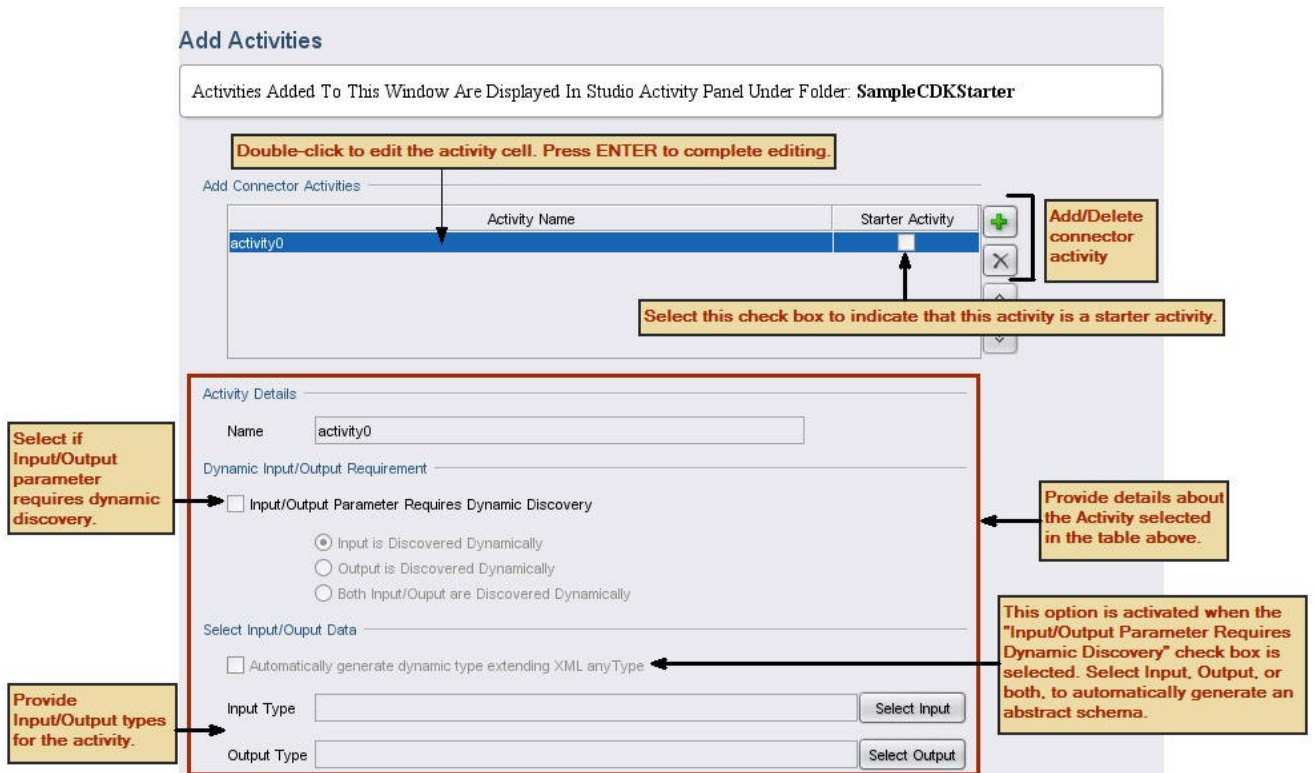 Add Activities
Activities Added To This Window Are Displayed In Studio Activity Panel Under Folder: SampleCDKStarter
Double-click to edit the activity cell. Press ENTER to complete editing.
Add Connector Activities
Activity Name
Starter Activity
activity0
Add/Delete
connector
activity
Select this check box to indicate that this activity is a starter activity.
Activity Details
Name
activity0
Select if
Input/Output
parameter
requires dynamic
discovery.
Dynamic Input/Output Requirement
Input/Output Parameter Requires Dynamic Discovery
Input is Discovered Dynamically
Output is Discovered Dynamically
Both Input/Ouput are Discovered Dynamically
Provide details about
the Activity selected
in the table above.
Select Input/Ouput Data
Automatically generate dynamic type extending XML anyType
This option is activated when the
"Input/Output Parameter Requires
Dynamic Discovery" check box is
selected. Select Input, Output, or
both, to automatically generate an
abstract schema.
Provide
Input/Output types
for the activity.
Input Type
Select Input
Output Type
Select Output